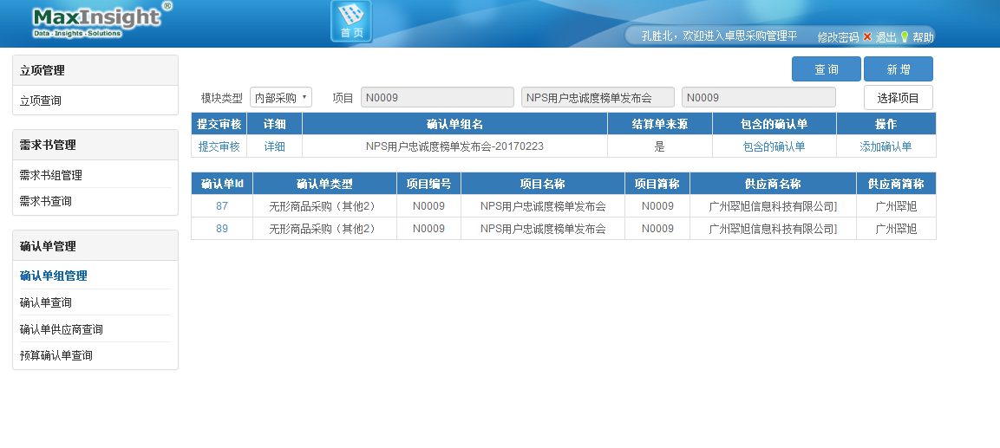 MaxInsight®
Data - Insights - Solutions
首 页
孔胜北，欢迎进入卓思采购管理平 修改密码 退出 帮助
立项管理
立项查询
需求书管理
需求书组管理
需求书查询
确认单管理
确认单组管理
确认单查询
确认单供应商查询
预算确认单查询
查 询 新 增
模块类型 内部采购 项目 N0009 NPS用户忠诚度榜单发布会 N0009 选择项目
提交审核 详细 确认单组名 结算单来源 包含的确认单 操作
提交审核 详细 NPS用户忠诚度榜单发布会-20170223 是 包含的确认单 添加确认单
确认单Id 确认单类型 项目编号 项目名称 项目简称 供应商名称 供应商简称
87 无形商品采购（其他2） N0009 NPS用户忠诚度榜单发布会 N0009 广州翆旭信息科技有限公司] 广州翆旭
89 无形商品采购（其他2） N0009 NPS用户忠诚度榜单发布会 N0009 广州翆旭信息科技有限公司] 广州翆旭